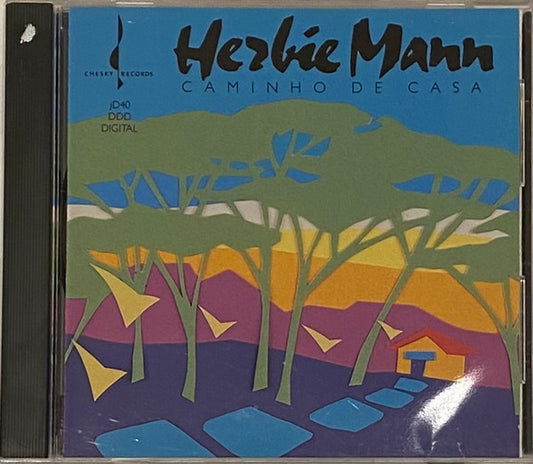 Herbie Mann
CAMINHO DE CASA
CHESKY RECORDS
JD40
DDD
DIGITAL